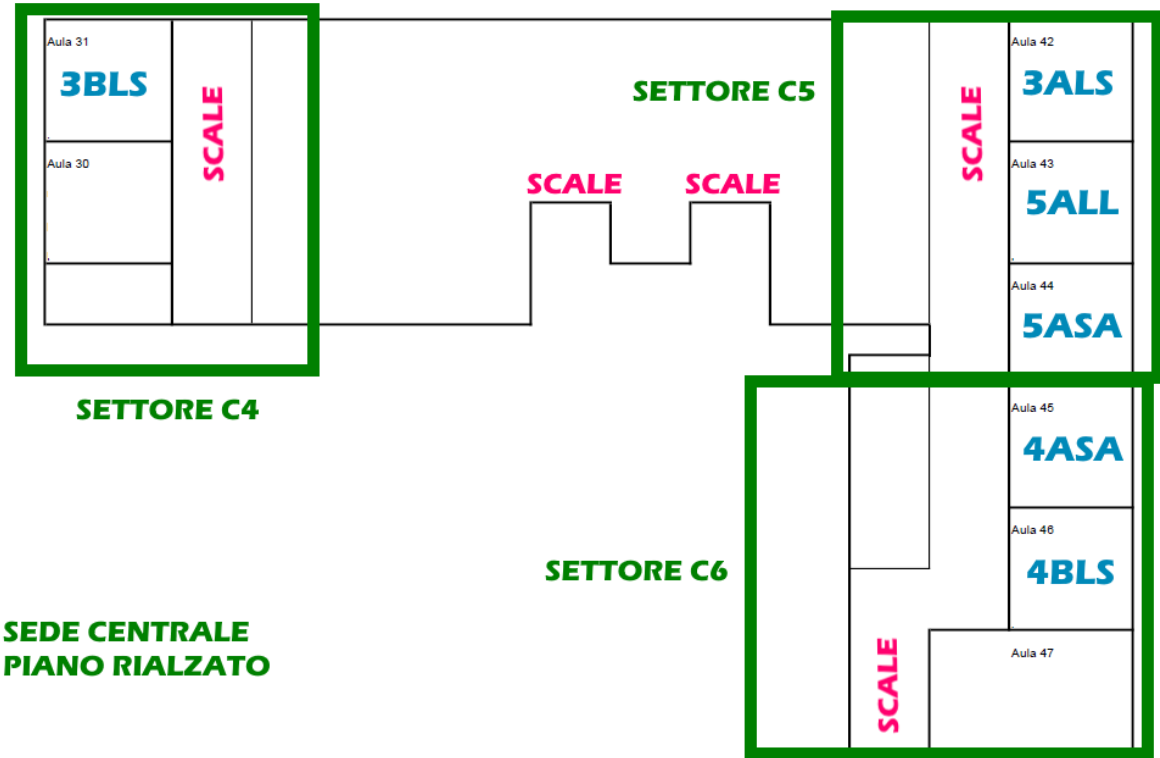 Aula 31
3BLS
SCALE
Aula 30
SETTORE C4
SETTORE C5
SCALE
SCALE
SCALE
Aula 42
3ALS
Aula 43
5ALL
Aula 44
5ASA
Aula 45
4ASA
Aula 46
4BLS
SETTORE C6
SCALE
Aula 47
SEDE CENTRALE
PIANO RIALZATO